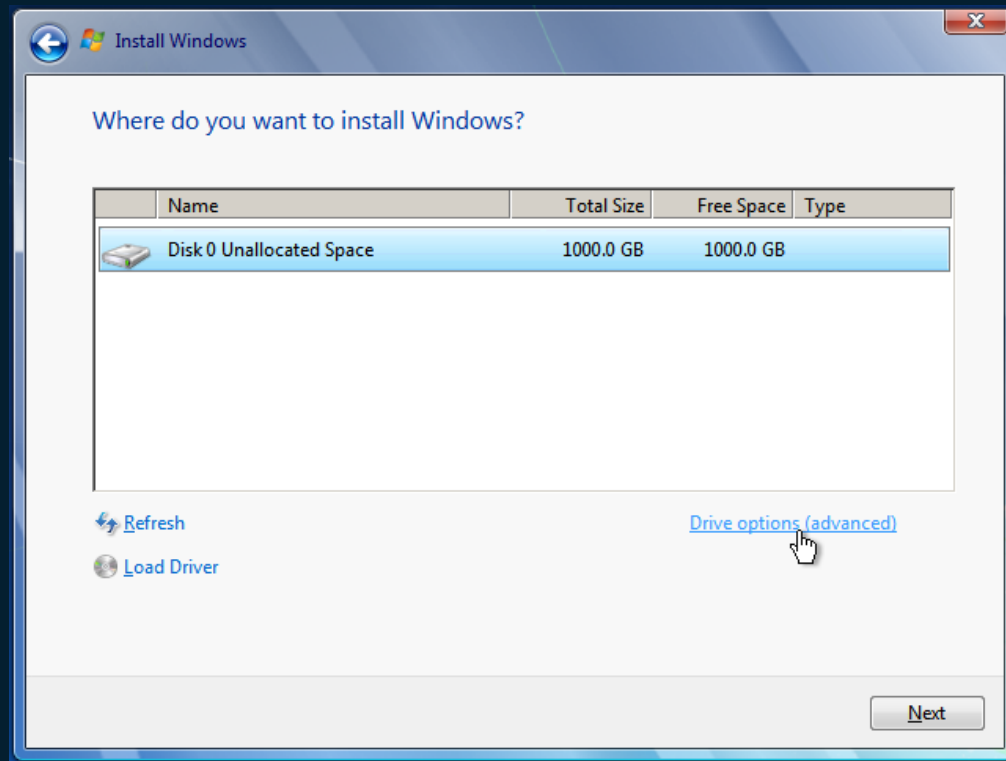 Install Windows
Where do you want to install Windows?
Name Total Size Free Space Type
Disk 0 Unallocated Space 1000.0 GB 1000.0 GB
Refresh Drive options (advanced)
Load Driver
Next